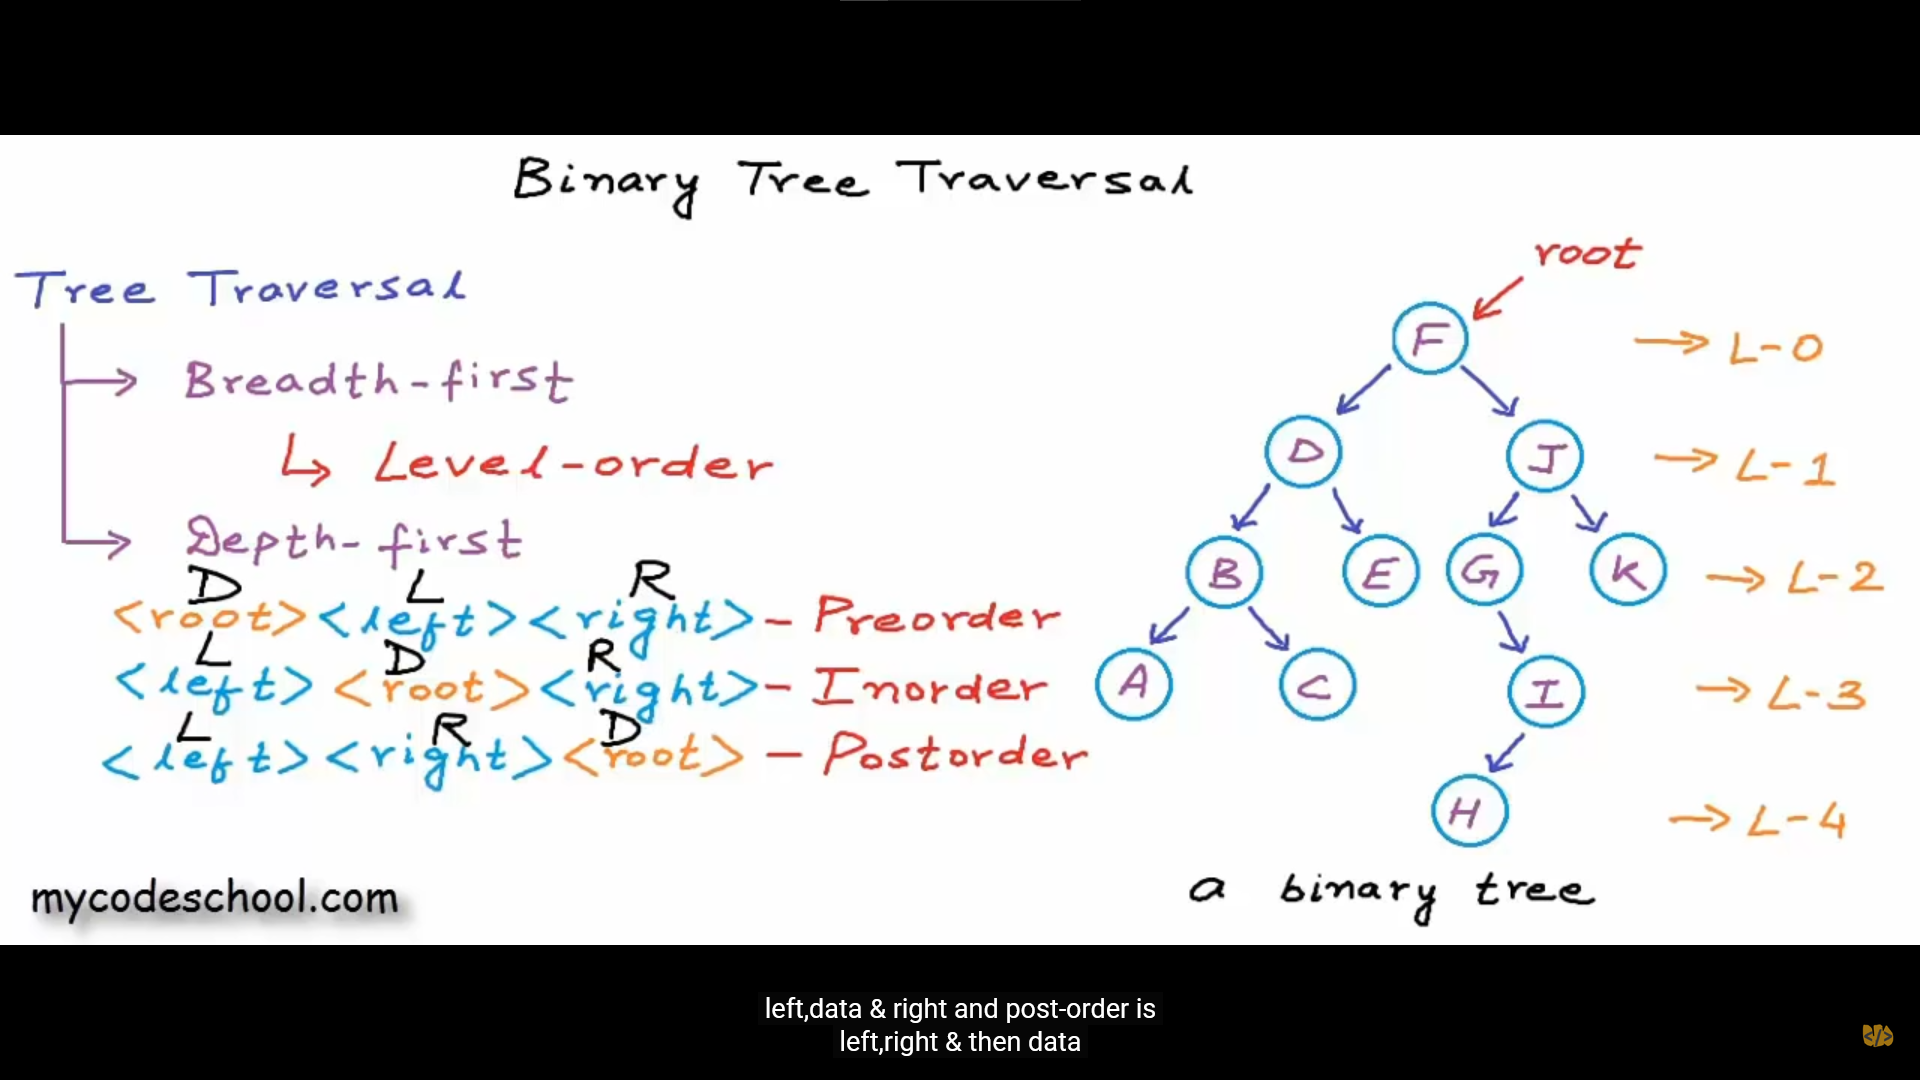 Binary Tree Traversal
Tree Traversal
Breadth-first
Level-order
Depth-first
D L R
<root><left><right> - Preorder
L D R
<left><root><right> - Inorder
L R D
<left><right><root> - Postorder
root
F → L-0
D J → L-1
B E G K → L-2
A C I → L-3
H → L-4
a binary tree
mycodeschool.com
left,data & right and post-order is
left,right & then data